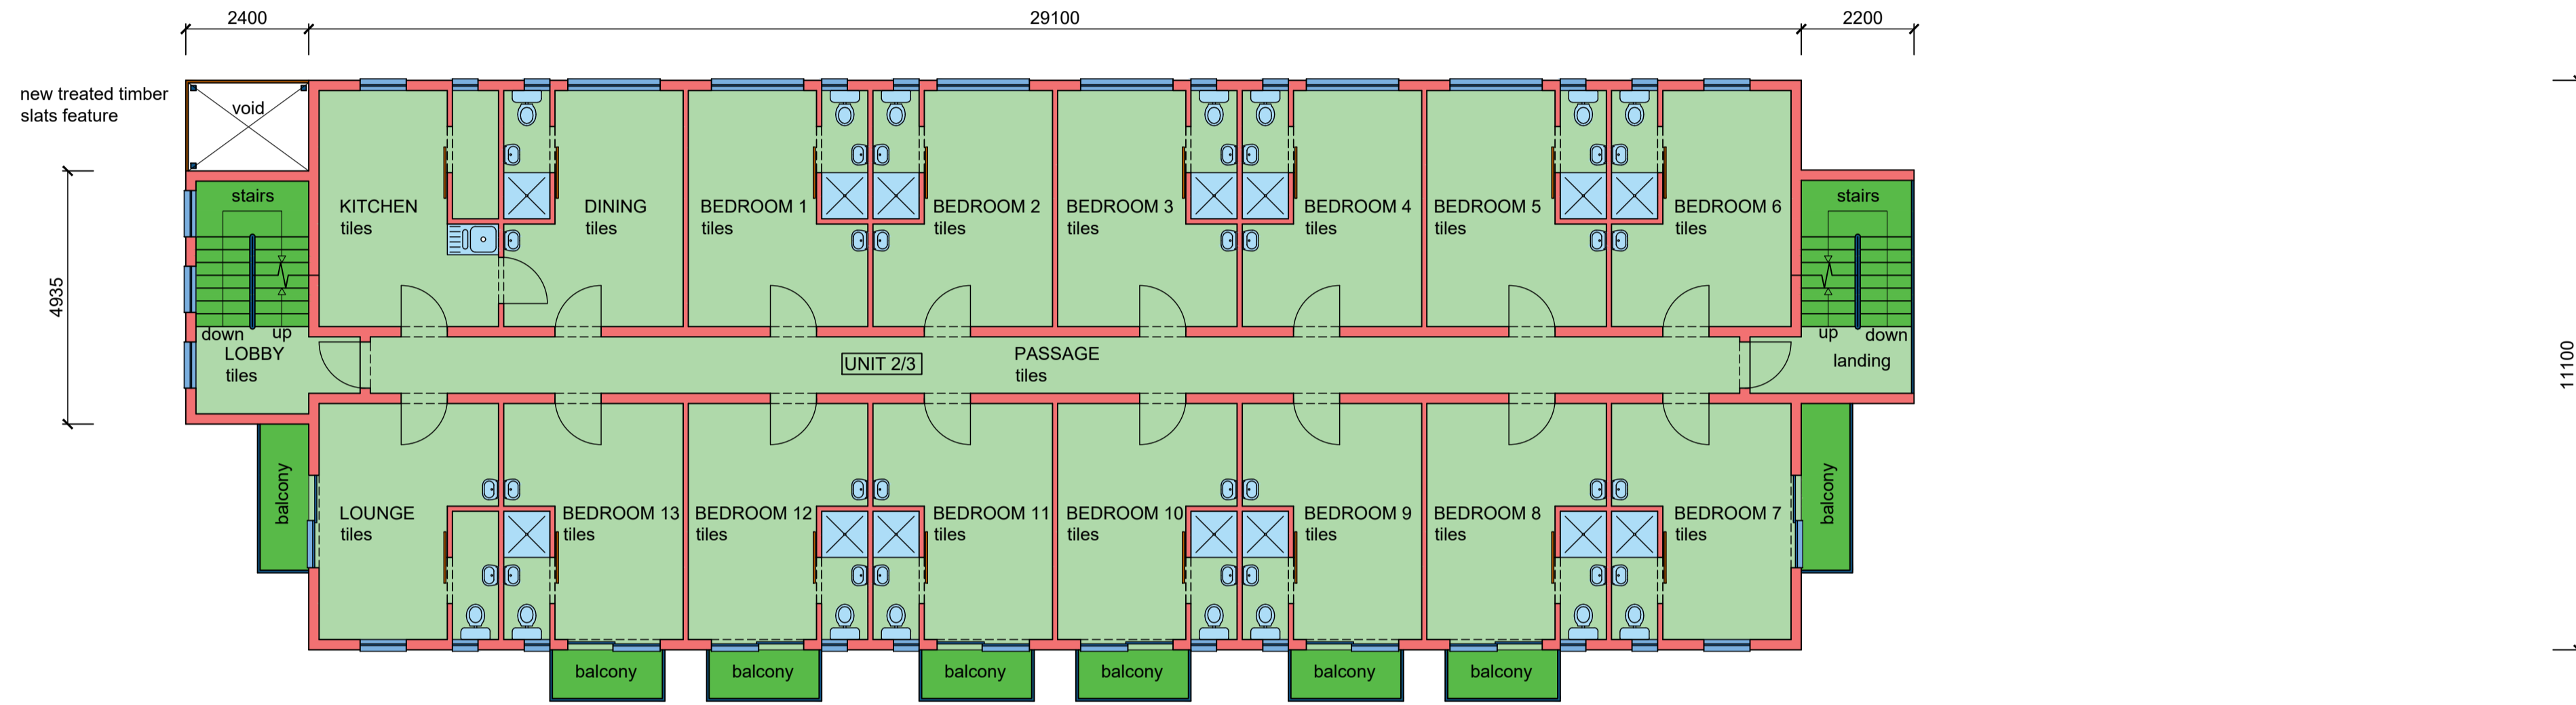 2400
29100
2200
new treated timber
slats feature
void
4935
11100
stairs
stairs
KITCHEN
tiles
DINING
tiles
BEDROOM 1
tiles
BEDROOM 2
tiles
BEDROOM 3
tiles
BEDROOM 4
tiles
BEDROOM 5
tiles
BEDROOM 6
tiles
down
up
LOBBY
tiles
UNIT 2/3
PASSAGE
tiles
up
down
landing
balcony
LOUNGE
tiles
BEDROOM 13
tiles
BEDROOM 12
tiles
BEDROOM 11
tiles
BEDROOM 10
tiles
BEDROOM 9
tiles
BEDROOM 8
tiles
BEDROOM 7
tiles
balcony
balcony
balcony
balcony
balcony
balcony
balcony